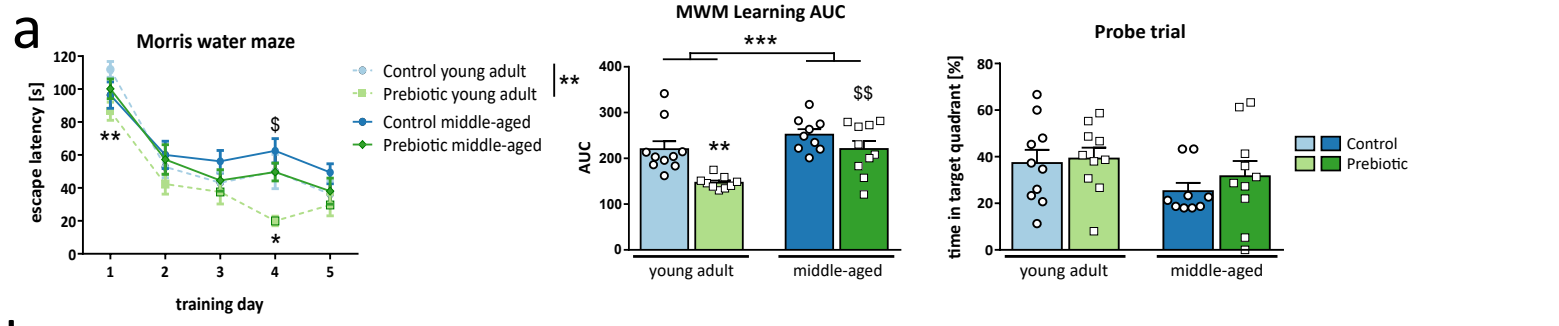 a
Morris water maze
escape latency [s]
120
100
80
60
40
20
0
**
$
*
1 2 3 4 5
training day
Control young adult
Prebiotic young adult
**
Control middle-aged
Prebiotic middle-aged
MWM Learning AUC
***
AUC
400
300
200
100
0
**
$$
young adult middle-aged
Probe trial
time in target quadrant [%]
80
60
40
20
0
young adult middle-aged
Control
Prebiotic